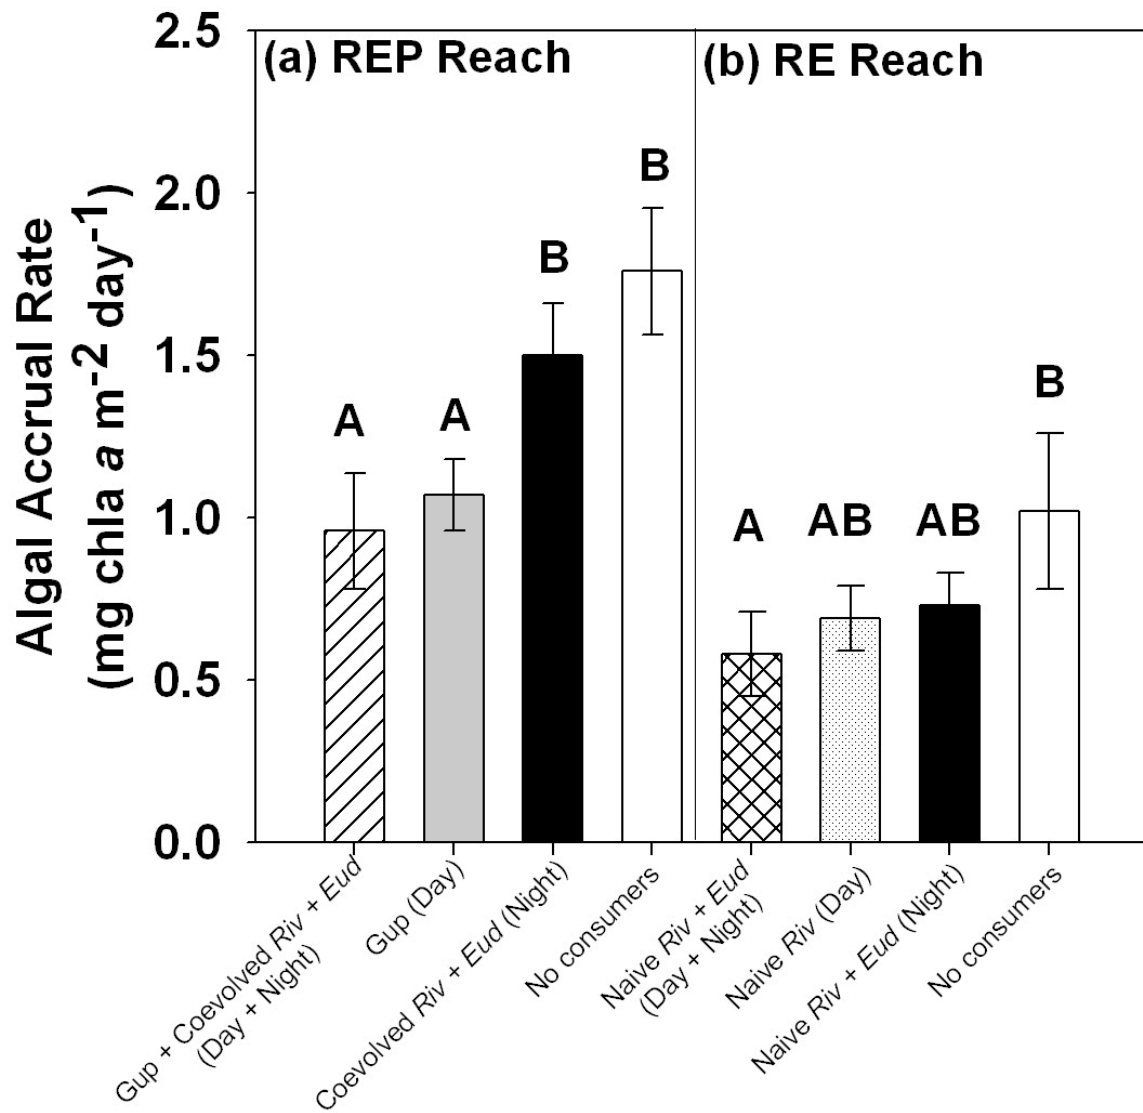 Algal Accrual Rate
(mg chla a m-2 day-1)
2.5
2.0
1.5
1.0
0.5
0.0
(a) REP Reach
A
A
B
B
(b) RE Reach
A
AB
AB
B
Gup + Coevolved Riv + Eud
(Day + Night)
Gup (Day)
Coevolved Riv + Eud (Night)
No consumers
Naive Riv + Eud
(Day + Night)
Naive Riv (Day)
Naive Riv + Eud (Night)
No consumers